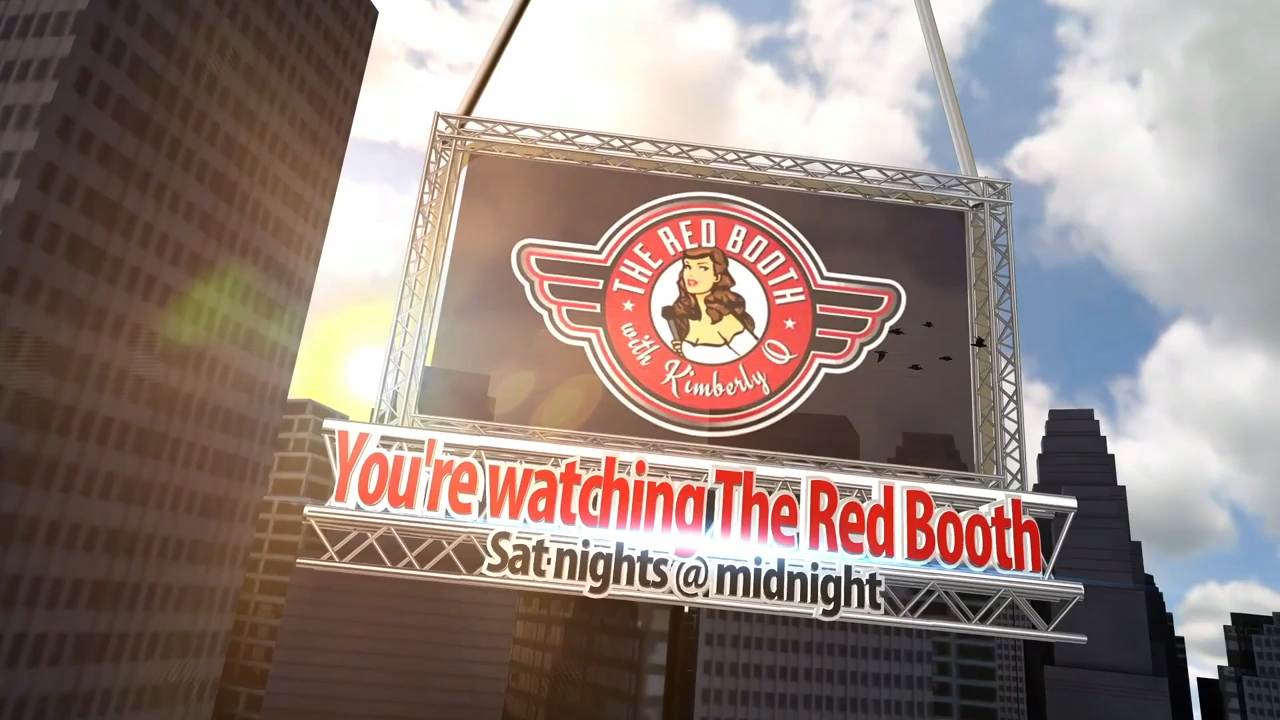 THE RED BOOTH
with Kimberly Q
You're watching The Red Booth
Sat nights @ midnight